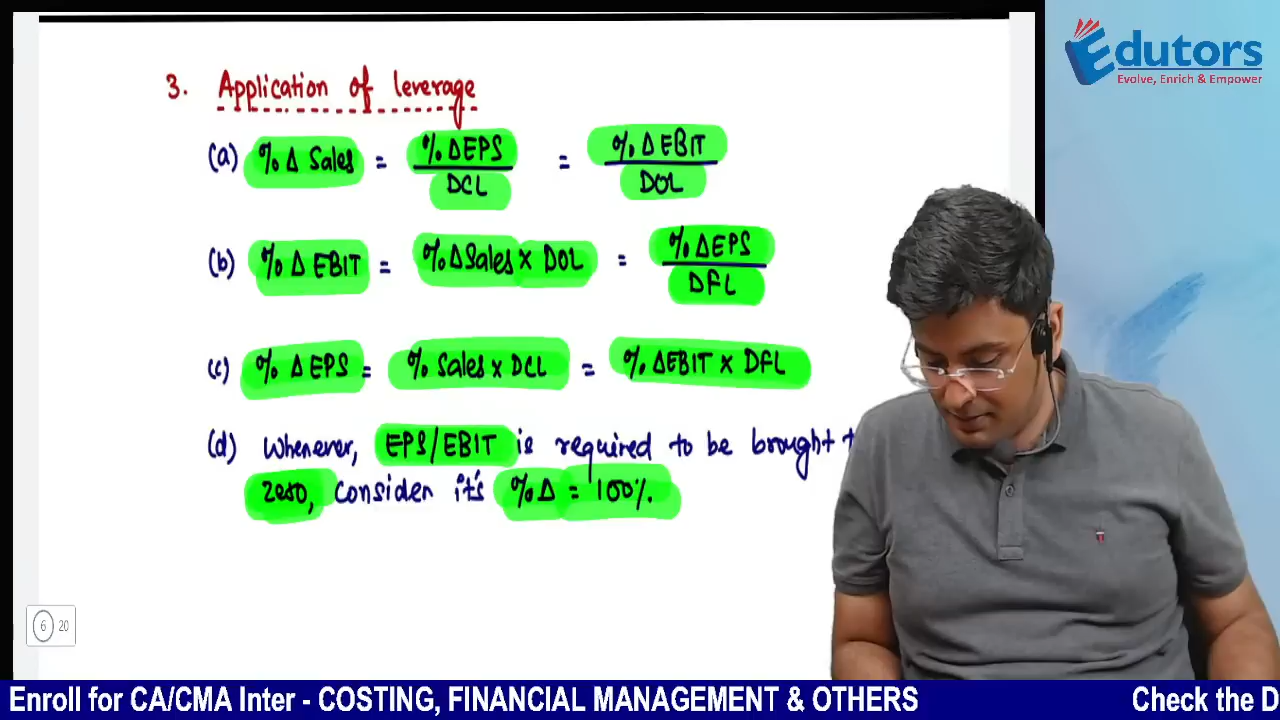 Edutors
Evolve, Enrich & Empower
3. Application of leverage
(a) % Δ Sales = % ΔEPS / DCL = % ΔEBIT / DOL
(b) % Δ EBIT = % ΔSales × DOL = % ΔEPS / DFL
(c) % Δ EPS = % Sales x DCL = % ΔEBIT x DFL
(d) Whenever, EPS/EBIT is required to be brought
zero, consider it's %Δ = 100%.
6 20
Enroll for CA/CMA Inter - COSTING, FINANCIAL MANAGEMENT & OTHERS Check the D